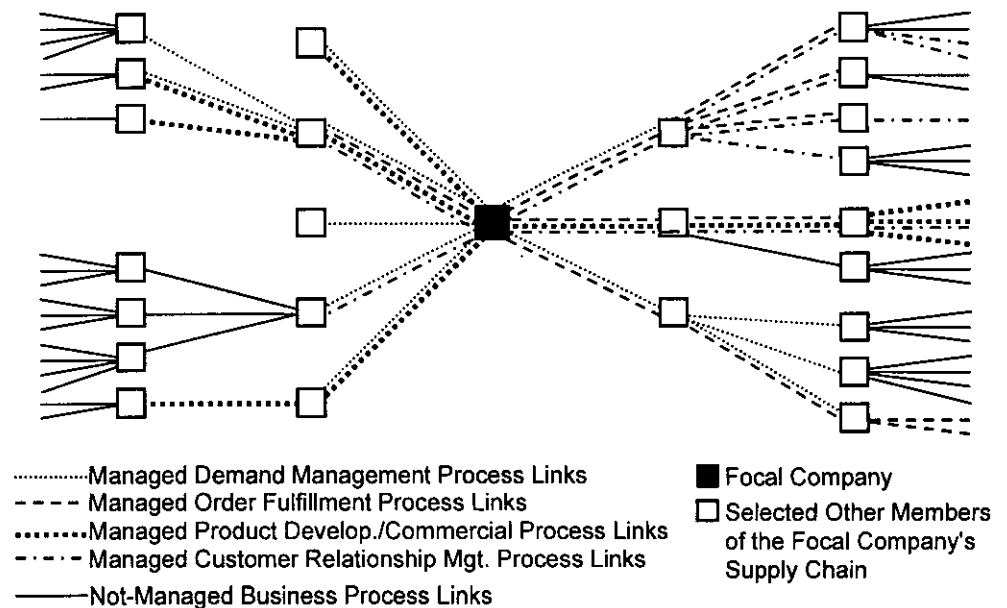 Managed Demand Management Process Links
Managed Order Fulfillment Process Links
Managed Product Develop./Commercial Process Links
Managed Customer Relationship Mgt. Process Links
Not-Managed Business Process Links
Focal Company
Selected Other Members
of the Focal Company's
Supply Chain